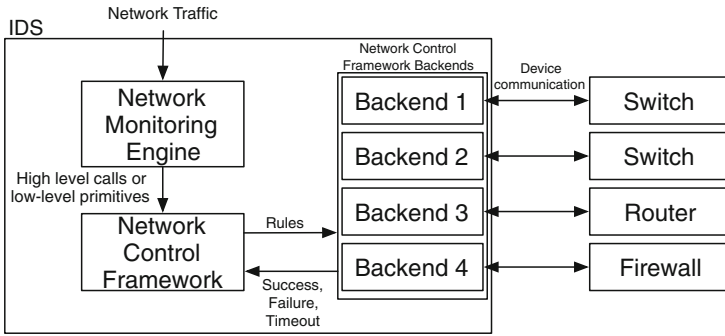 Network Traffic
IDS
Network
Monitoring
Engine
High level calls or
low-level primitives
Network
Control
Framework
Rules
Success,
Failure,
Timeout
Network Control
Framework Backends
Backend 1
Backend 2
Backend 3
Backend 4
Device
communication
Switch
Switch
Router
Firewall